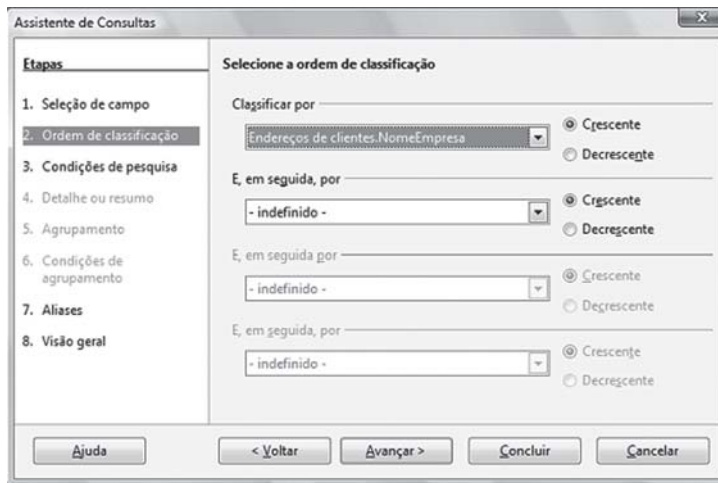 Assistente de Consultas
Etapas
1. Seleção de campo
2. Ordem de classificação
3. Condições de pesquisa
4. Detalhe ou resumo
5. Agrupamento
6. Condições de
agrupamento
7. Aliases
8. Visão geral
Selecione a ordem de classificação
Classificar por
Endereços de clientes.NomeEmpresa
Crescente
Decrescente
E, em seguida, por
- indefinido -
Crescente
Decrescente
E, em seguida por
- indefinido -
Crescente
Decrescente
E, em seguida, por
- indefinido -
Crescente
Decrescente
Ajuda
< Voltar
Avançar >
Concluir
Cancelar